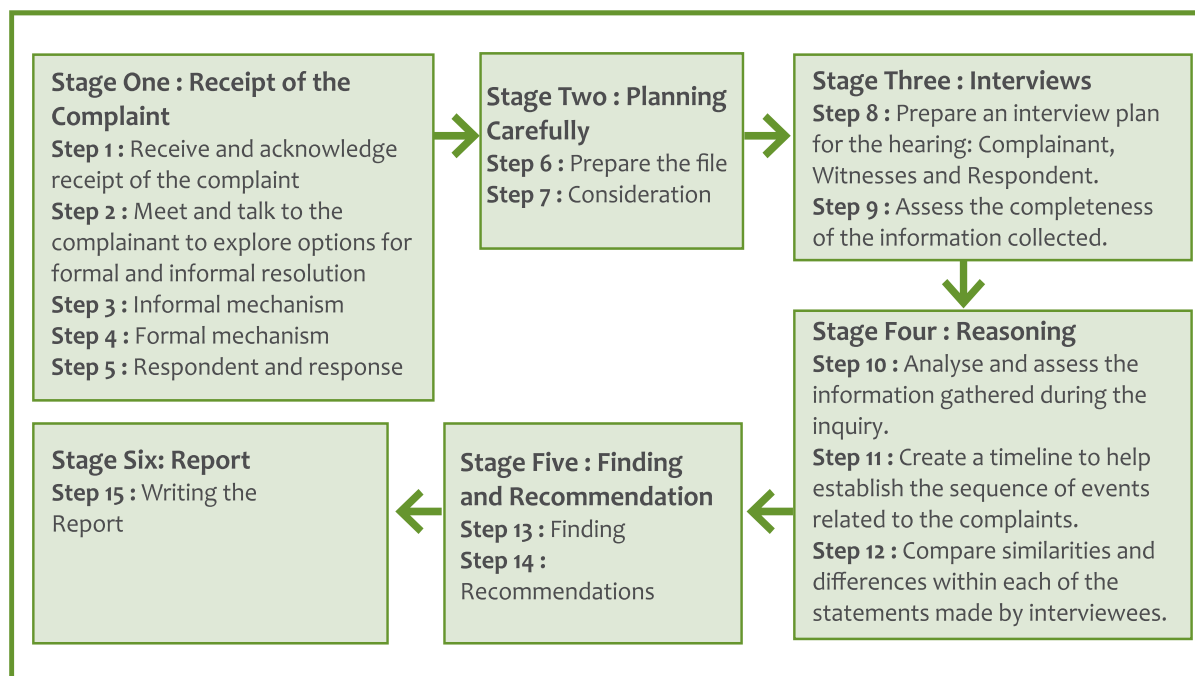 Stage One : Receipt of the
Complaint
Step 1 : Receive and acknowledge
receipt of the complaint
Step 2 : Meet and talk to the
complainant to explore options for
formal and informal resolution
Step 3 : Informal mechanism
Step 4 : Formal mechanism
Step 5 : Respondent and response
Stage Two : Planning
Carefully
Step 6 : Prepare the file
Step 7 : Consideration
Stage Three : Interviews
Step 8 : Prepare an interview plan
for the hearing: Complainant,
Witnesses and Respondent.
Step 9 : Assess the completeness
of the information collected.
Stage Four : Reasoning
Step 10 : Analyse and assess the
information gathered during the
inquiry.
Step 11 : Create a timeline to help
establish the sequence of events
related to the complaints.
Step 12 : Compare similarities and
differences within each of the
statements made by interviewees.
Stage Five : Finding
and Recommendation
Step 13 : Finding
Step 14 :
Recommendations
Stage Six: Report
Step 15 : Writing the
Report